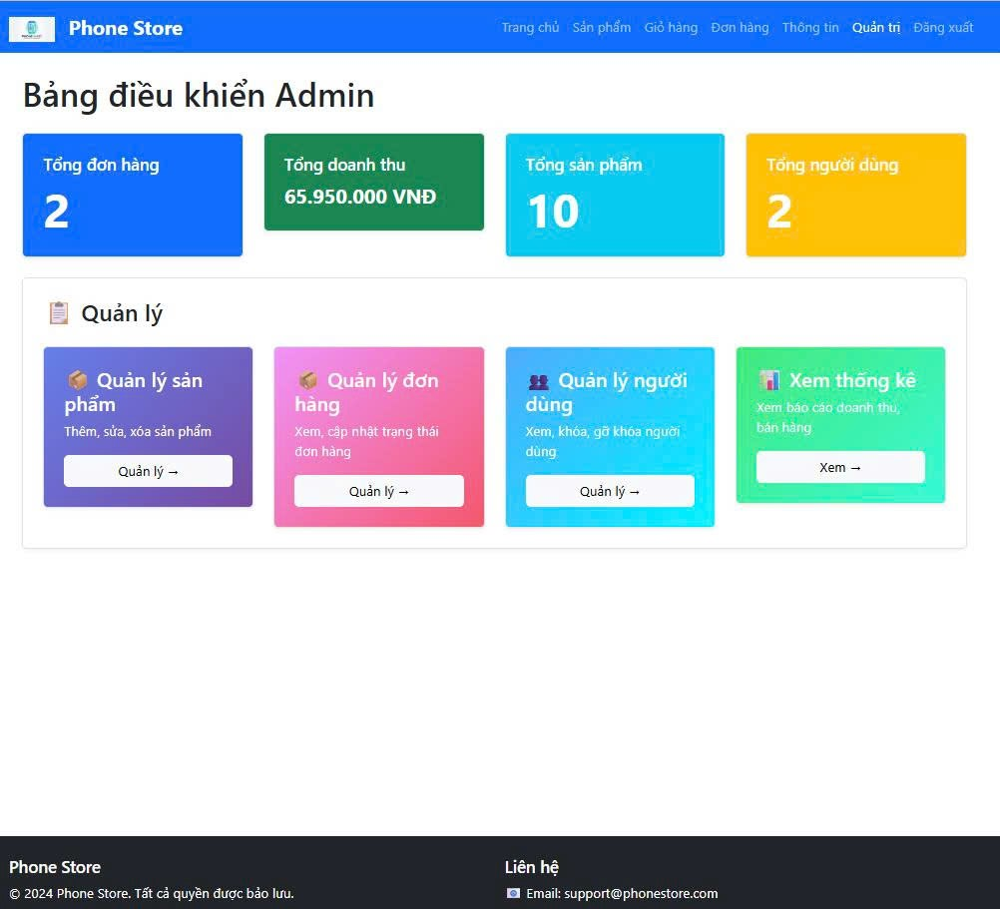 Phone Store
Trang chủ Sản phẩm Giỏ hàng Đơn hàng Thông tin Quản trị Đăng xuất
Bảng điều khiển Admin
Tổng đơn hàng
2
Tổng doanh thu
65.950.000 VNĐ
Tổng sản phẩm
10
Tổng người dùng
2
Quản lý
Quản lý sản
phẩm
Thêm, sửa, xóa sản phẩm
Quản lý →
Quản lý đơn
hàng
Xem, cập nhật trạng thái
đơn hàng
Quản lý →
Quản lý người
dùng
Xem, khóa, gỡ khóa người
dùng
Quản lý →
Xem thống kê
Xem báo cáo doanh thu,
bán hàng
Xem →
Phone Store
© 2024 Phone Store. Tất cả quyền được bảo lưu.
Liên hệ
Email: support@phonestore.com